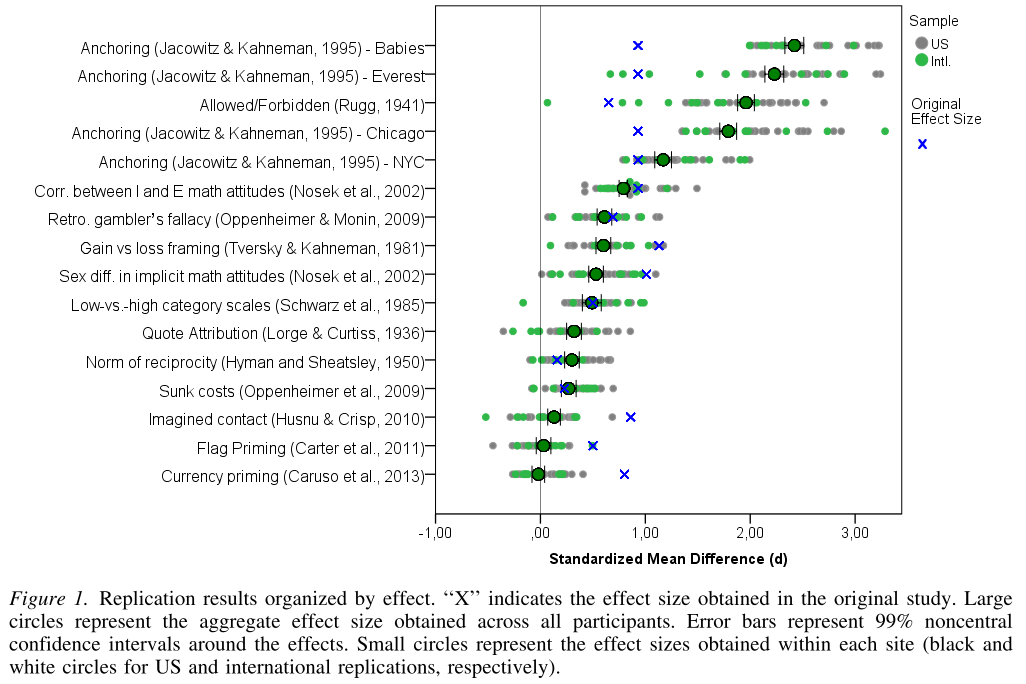 Sample
US
Intl.
Original
Effect Size
Anchoring (Jacowitz & Kahneman, 1995) - Babies
Anchoring (Jacowitz & Kahneman, 1995) - Everest
Allowed/Forbidden (Rugg, 1941)
Anchoring (Jacowitz & Kahneman, 1995) - Chicago
Anchoring (Jacowitz & Kahneman, 1995) - NYC
Corr. between I and E math attitudes (Nosek et al., 2002)
Retro. gambler's fallacy (Oppenheimer & Monin, 2009)
Gain vs loss framing (Tversky & Kahneman, 1981)
Sex diff. in implicit math attitudes (Nosek et al., 2002)
Low-vs.-high category scales (Schwarz et al., 1985)
Quote Attribution (Lorge & Curtiss, 1936)
Norm of reciprocity (Hyman and Sheatsley, 1950)
Sunk costs (Oppenheimer et al., 2009)
Imagined contact (Husnu & Crisp, 2010)
Flag Priming (Carter et al., 2011)
Currency priming (Caruso et al., 2013)
-1,00 ,00 1,00 2,00 3,00
Standardized Mean Difference (d)
Figure 1. Replication results organized by effect. ‘‘X’’ indicates the effect size obtained in the original study. Large
circles represent the aggregate effect size obtained across all participants. Error bars represent 99% noncentral
confidence intervals around the effects. Small circles represent the effect sizes obtained within each site (black and
white circles for US and international replications, respectively).